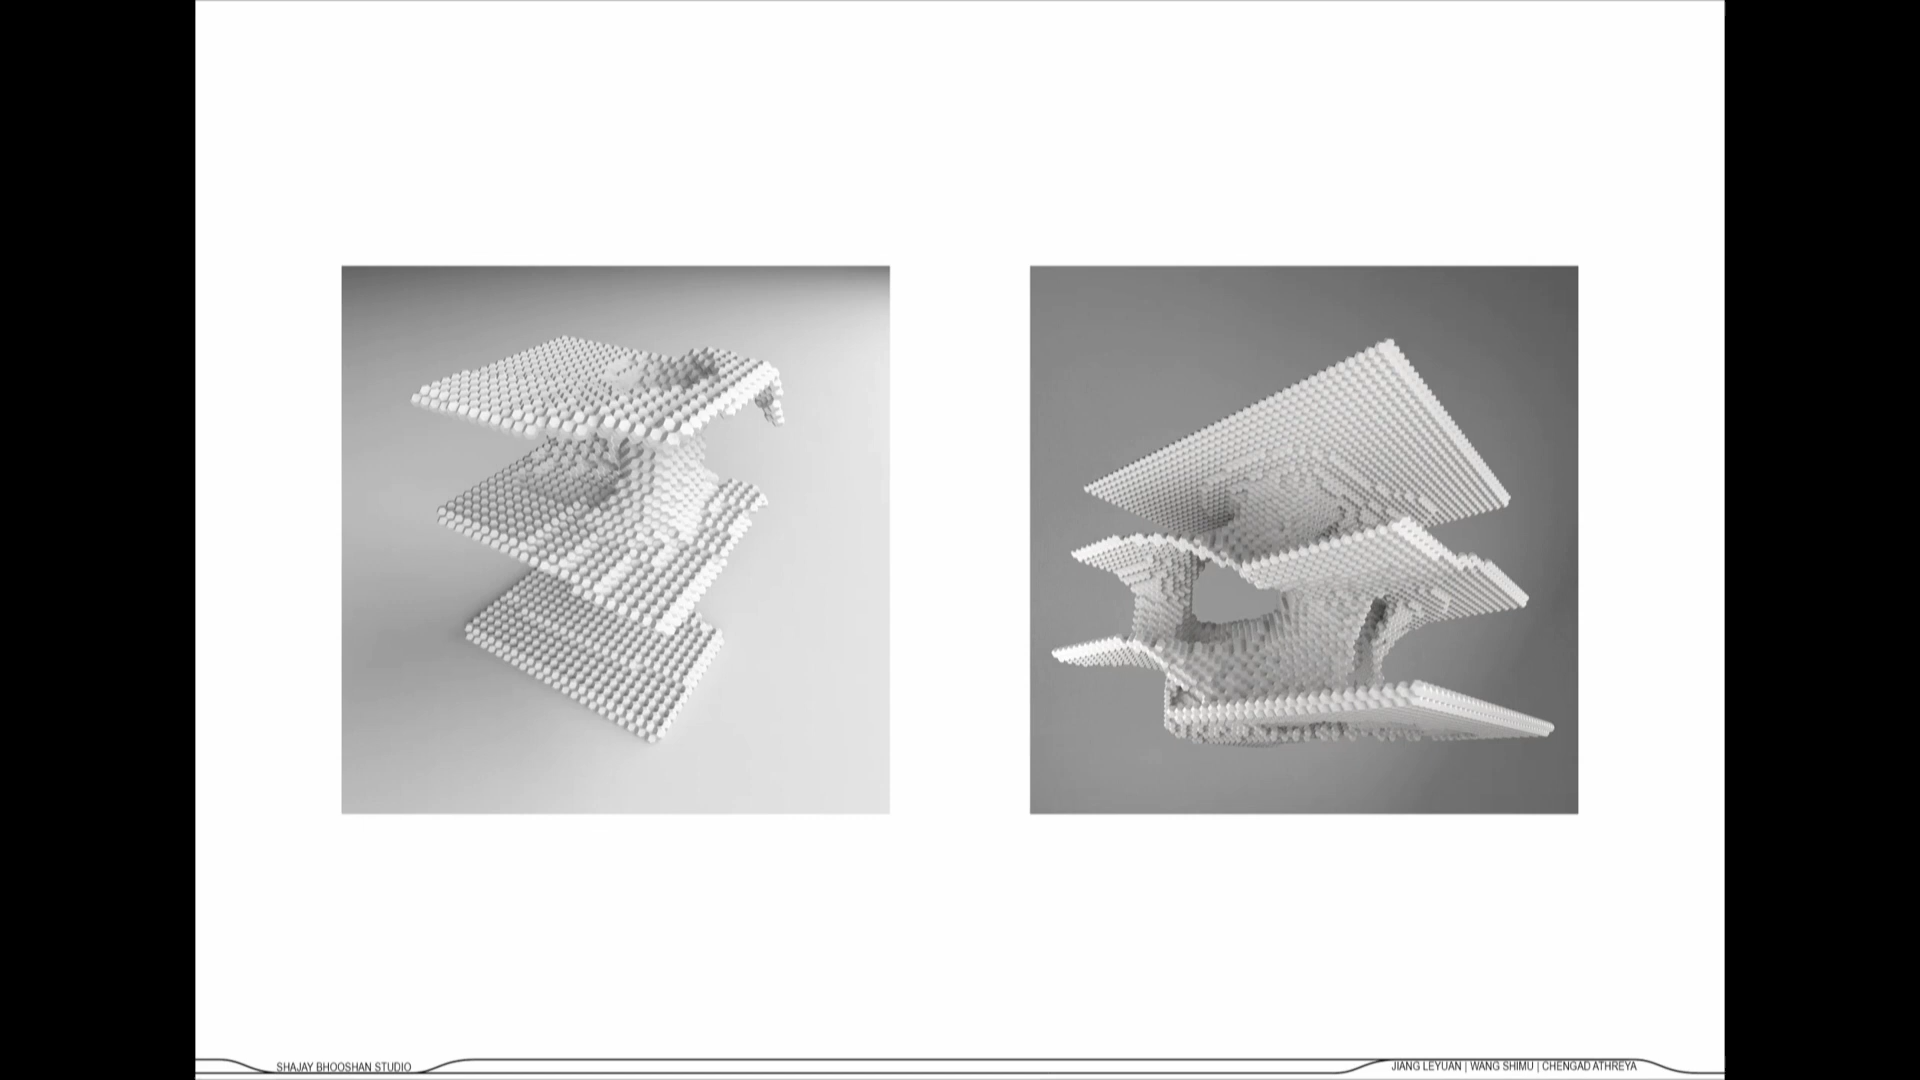 SHAJAY BHOOSHAN STUDIO
JIANG LEYUAN | WANG SHIMU | CHENGAD ATHREYA